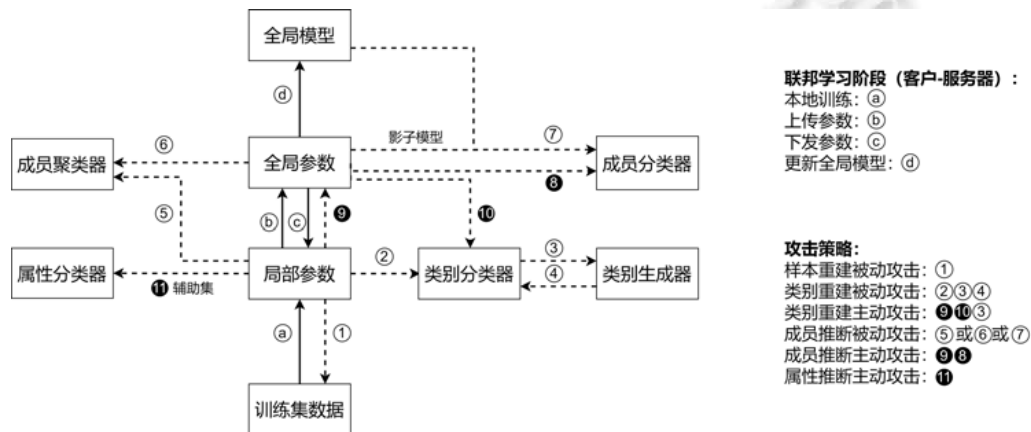 全局模型
ⓓ
影子模型
⑦
⑥
成员聚类器
全局参数
成员分类器
❽
⑤
ⓑ
ⓒ
❾
❿
②
③
④
属性分类器
局部参数
类别分类器
类别生成器
⓫ 辅助集
ⓐ
①
训练集数据
联邦学习阶段（客户-服务器）：
本地训练：ⓐ
上传参数：ⓑ
下发参数：ⓒ
更新全局模型：ⓓ
攻击策略：
样本重建被动攻击：①
类别重建被动攻击：②③④
类别重建主动攻击：❾❿③
成员推断被动攻击：⑤或⑥或⑦
成员推断主动攻击：❾❽
属性推断主动攻击：⓫